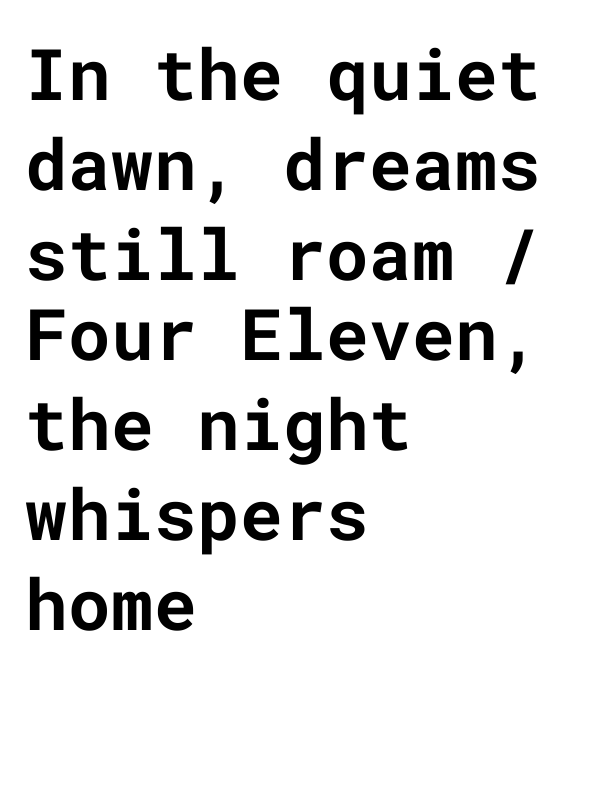 In the quiet
dawn, dreams
still roam /
Four Eleven,
the night
whispers
home